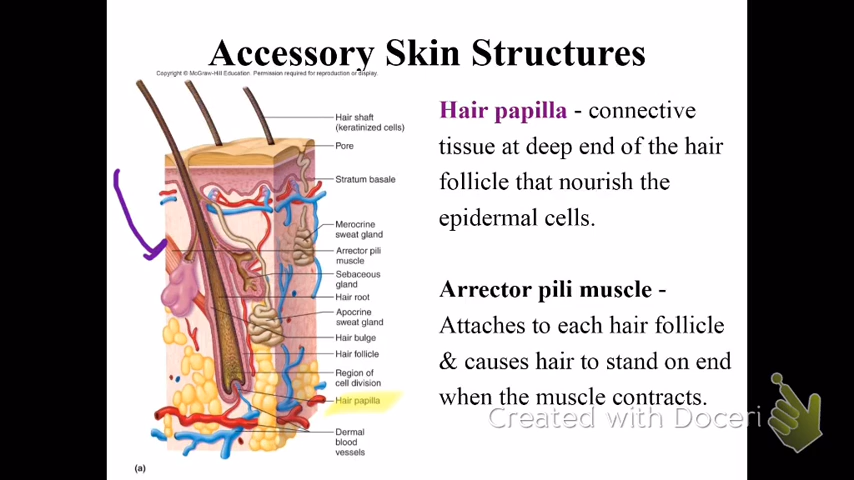 Accessory Skin Structures
Copyright © McGraw-Hill Education. Permission required for reproduction or display.
Hair shaft
(keratinized cells)
Pore
Stratum basale
Merocrine
sweat gland
Arrector pili
muscle
Sebaceous
gland
Hair root
Apocrine
sweat gland
Hair bulge
Hair follicle
Region of
cell division
Hair papilla
Dermal
blood
vessels
(a)
Hair papilla - connective
tissue at deep end of the hair
follicle that nourish the
epidermal cells.
Arrector pili muscle -
Attaches to each hair follicle
& causes hair to stand on end
when the muscle contracts.
Created with Doceri